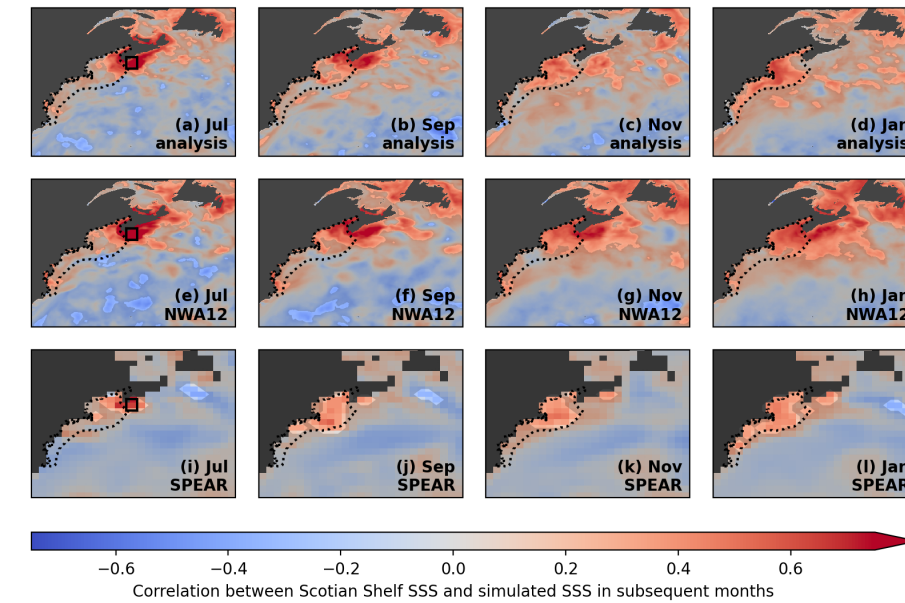 (a) Jul
analysis
(b) Sep
analysis
(c) Nov
analysis
(d) Jan
analysis
(e) Jul
NWA12
(f) Sep
NWA12
(g) Nov
NWA12
(h) Jan
NWA12
(i) Jul
SPEAR
(j) Sep
SPEAR
(k) Nov
SPEAR
(l) Jan
SPEAR
−0.6 −0.4 −0.2 0.0 0.2 0.4 0.6
Correlation between Scotian Shelf SSS and simulated SSS in subsequent months